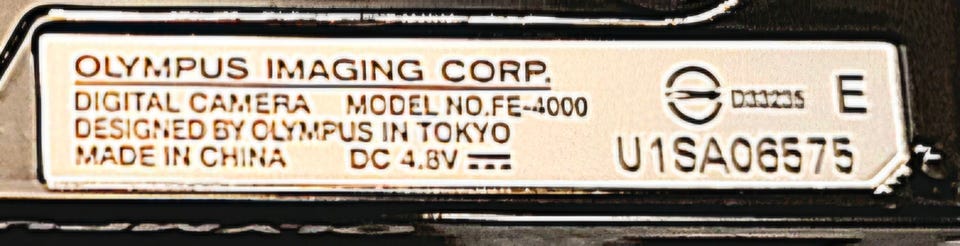 OLYMPUS IMAGING CORP.
DIGITAL CAMERA MODEL NO.FE-4000
DESIGNED BY OLYMPUS IN TOKYO
MADE IN CHINA DC 4.8V
D33235 E
U1SA06575